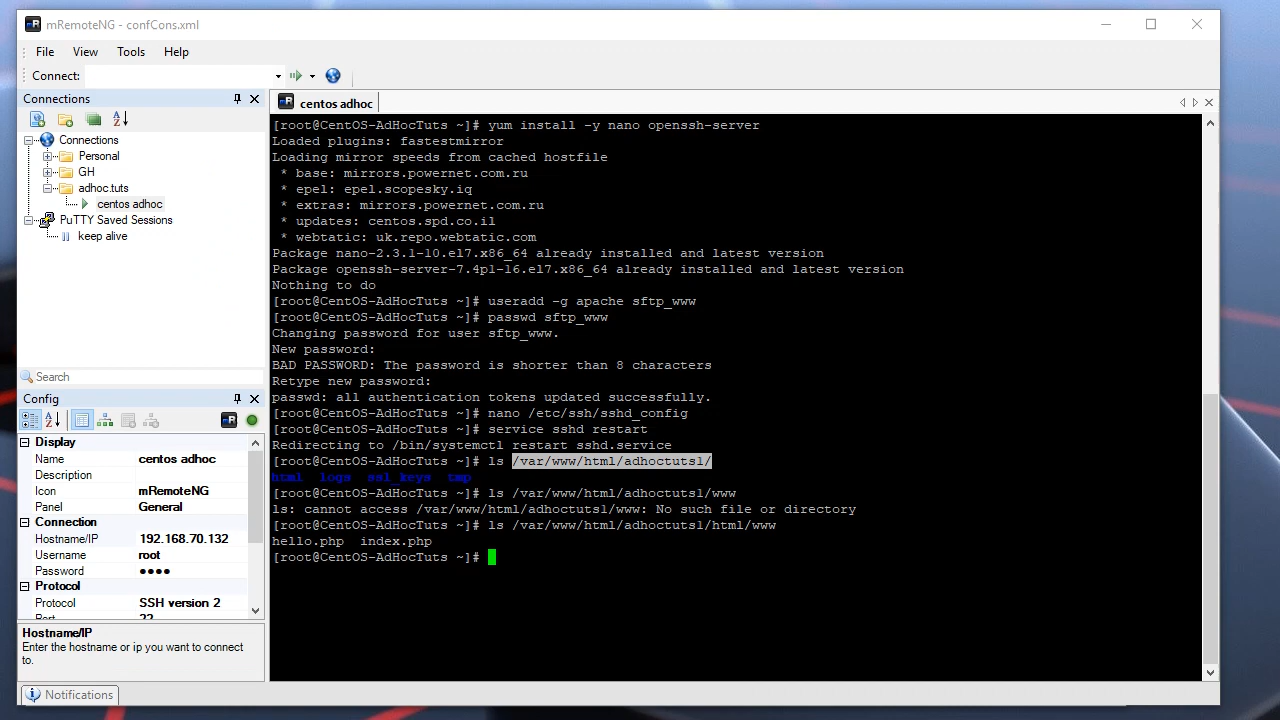 mRemoteNG - confCons.xml
File View Tools Help
Connect:
Connections
Connections
Personal
GH
adhoc.tuts
centos adhoc
PuTTY Saved Sessions
keep alive
Search
Config
Display
Name centos adhoc
Description
Icon mRemoteNG
Panel General
Connection
Hostname/IP 192.168.70.132
Username root
Password ●●●●
Protocol
Protocol SSH version 2
Port 22
Hostname/IP
Enter the hostname or ip you want to connect
to.
Notifications
centos adhoc
[root@CentOS-AdHocTuts ~]# yum install -y nano openssh-server
Loaded plugins: fastestmirror
Loading mirror speeds from cached hostfile
* base: mirrors.powernet.com.ru
* epel: epel.scopesky.iq
* extras: mirrors.powernet.com.ru
* updates: centos.spd.co.il
* webtatic: uk.repo.webtatic.com
Package nano-2.3.1-10.el7.x86_64 already installed and latest version
Package openssh-server-7.4p1-16.el7.x86_64 already installed and latest version
Nothing to do
[root@CentOS-AdHocTuts ~]# useradd -g apache sftp_www
[root@CentOS-AdHocTuts ~]# passwd sftp_www
Changing password for user sftp_www.
New password:
BAD PASSWORD: The password is shorter than 8 characters
Retype new password:
passwd: all authentication tokens updated successfully.
[root@CentOS-AdHocTuts ~]# nano /etc/ssh/sshd_config
[root@CentOS-AdHocTuts ~]# service sshd restart
Redirecting to /bin/systemctl restart sshd.service
[root@CentOS-AdHocTuts ~]# ls /var/www/html/adhoctuts1/
html logs ssl_keys tmp
[root@CentOS-AdHocTuts ~]# ls /var/www/html/adhoctuts1/www
ls: cannot access /var/www/html/adhoctuts1/www: No such file or directory
[root@CentOS-AdHocTuts ~]# ls /var/www/html/adhoctuts1/html/www
hello.php index.php
[root@CentOS-AdHocTuts ~]#